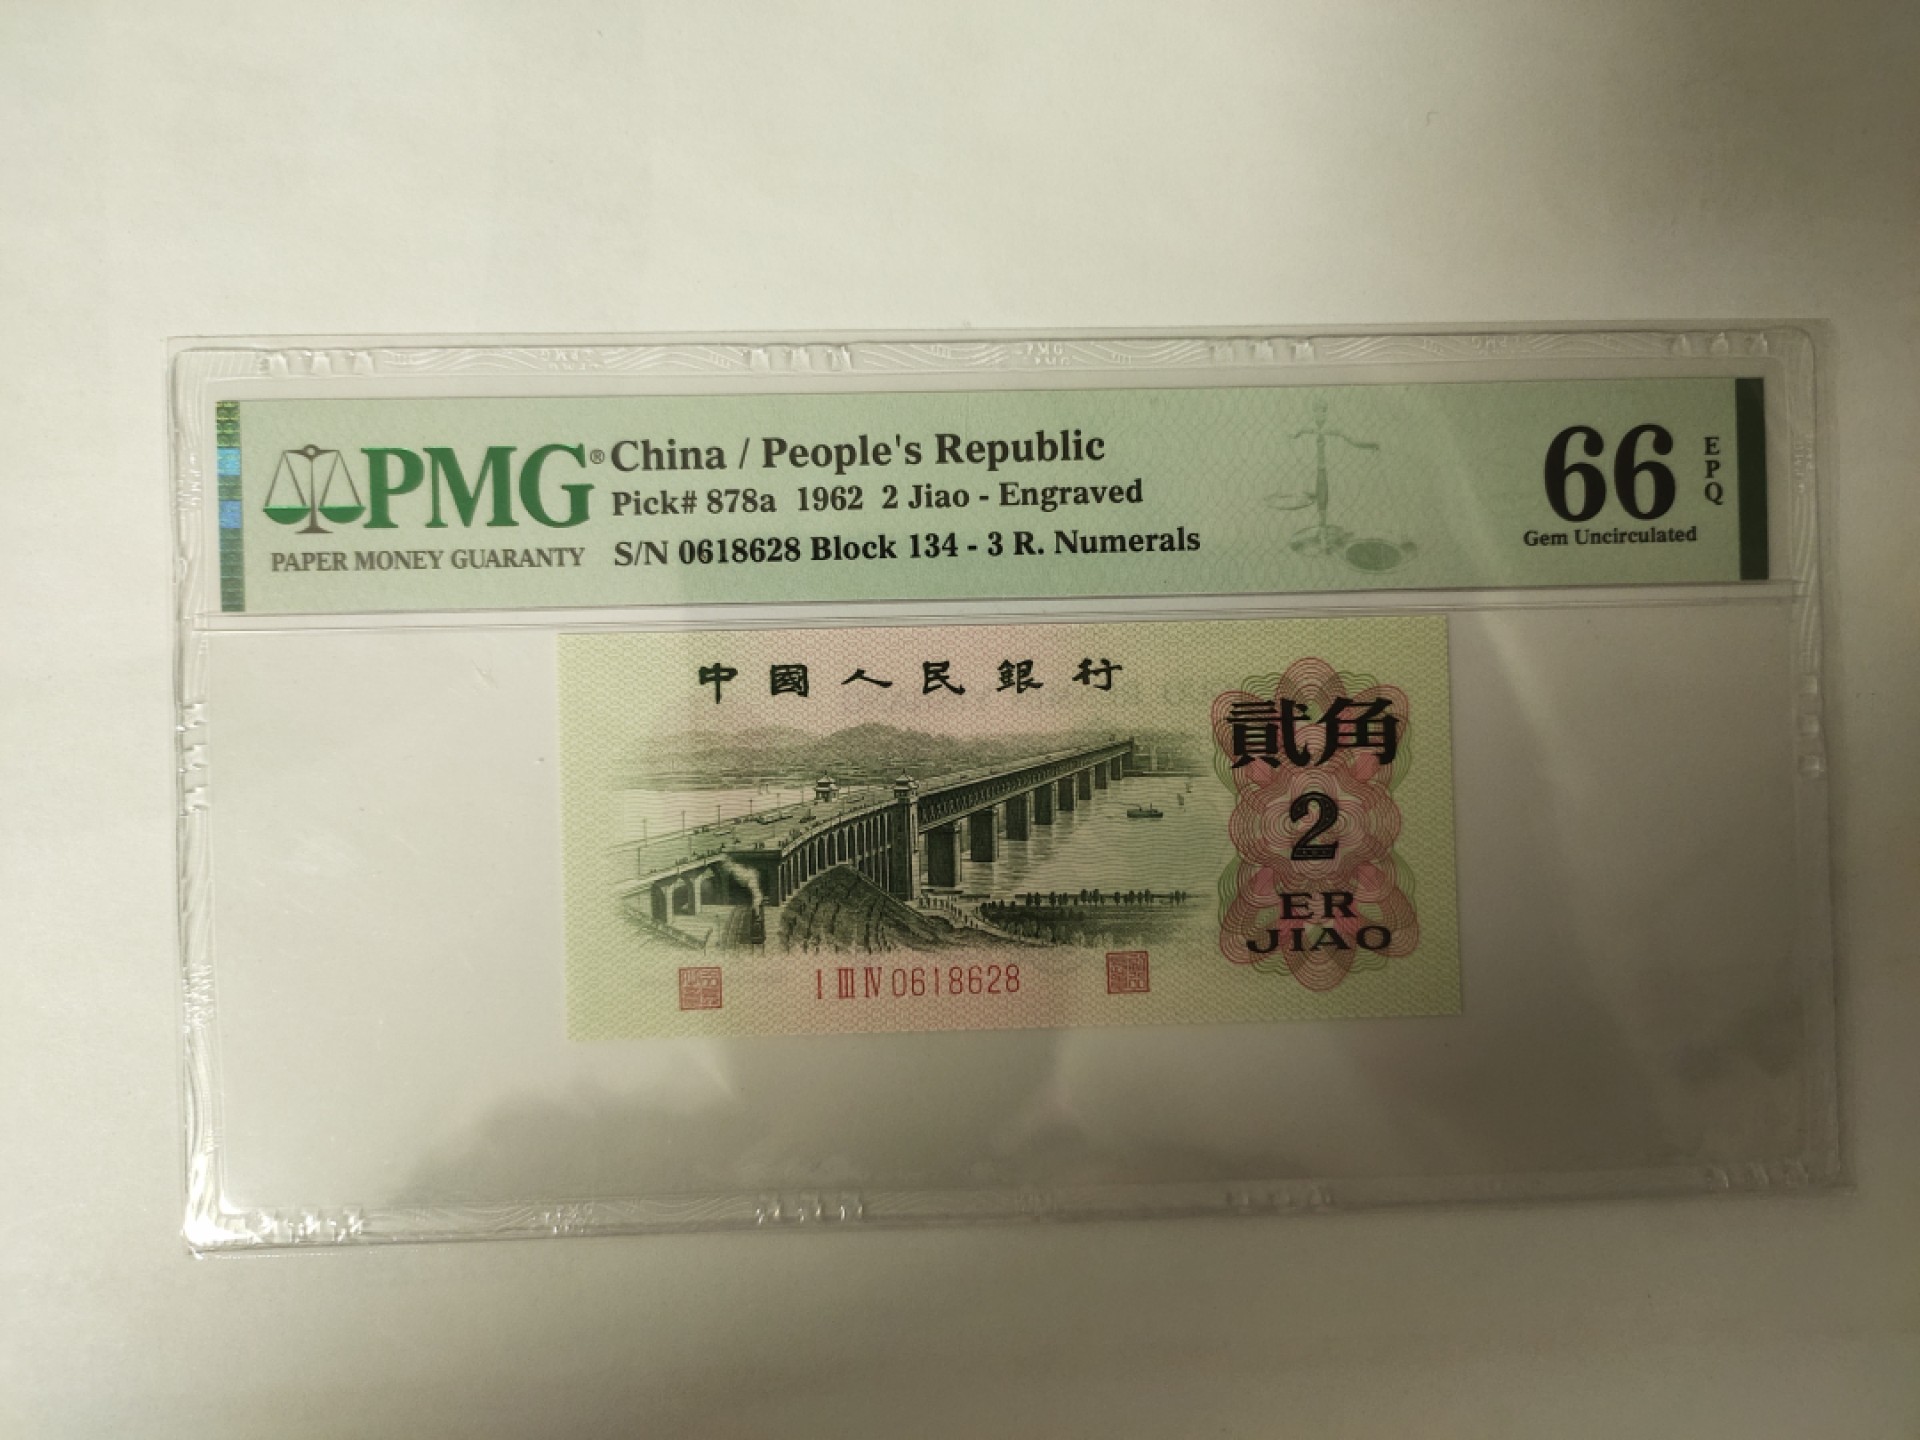 PMG®
PAPER MONEY GUARANTY
China / People's Republic
Pick# 878a 1962 2 Jiao - Engraved
S/N 0618628 Block 134 - 3 R. Numerals
66
EPQ
Gem Uncirculated
中國人民銀行
貳角
2
ER
JIAO
I III IV 0618628